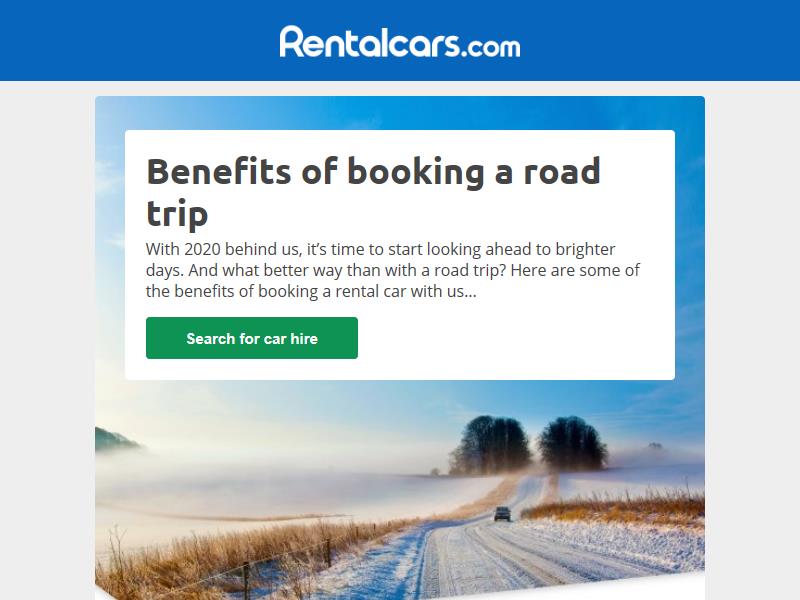 Rentalcars.com
Benefits of booking a road
trip
With 2020 behind us, it’s time to start looking ahead to brighter
days. And what better way than with a road trip? Here are some of
the benefits of booking a rental car with us...
Search for car hire